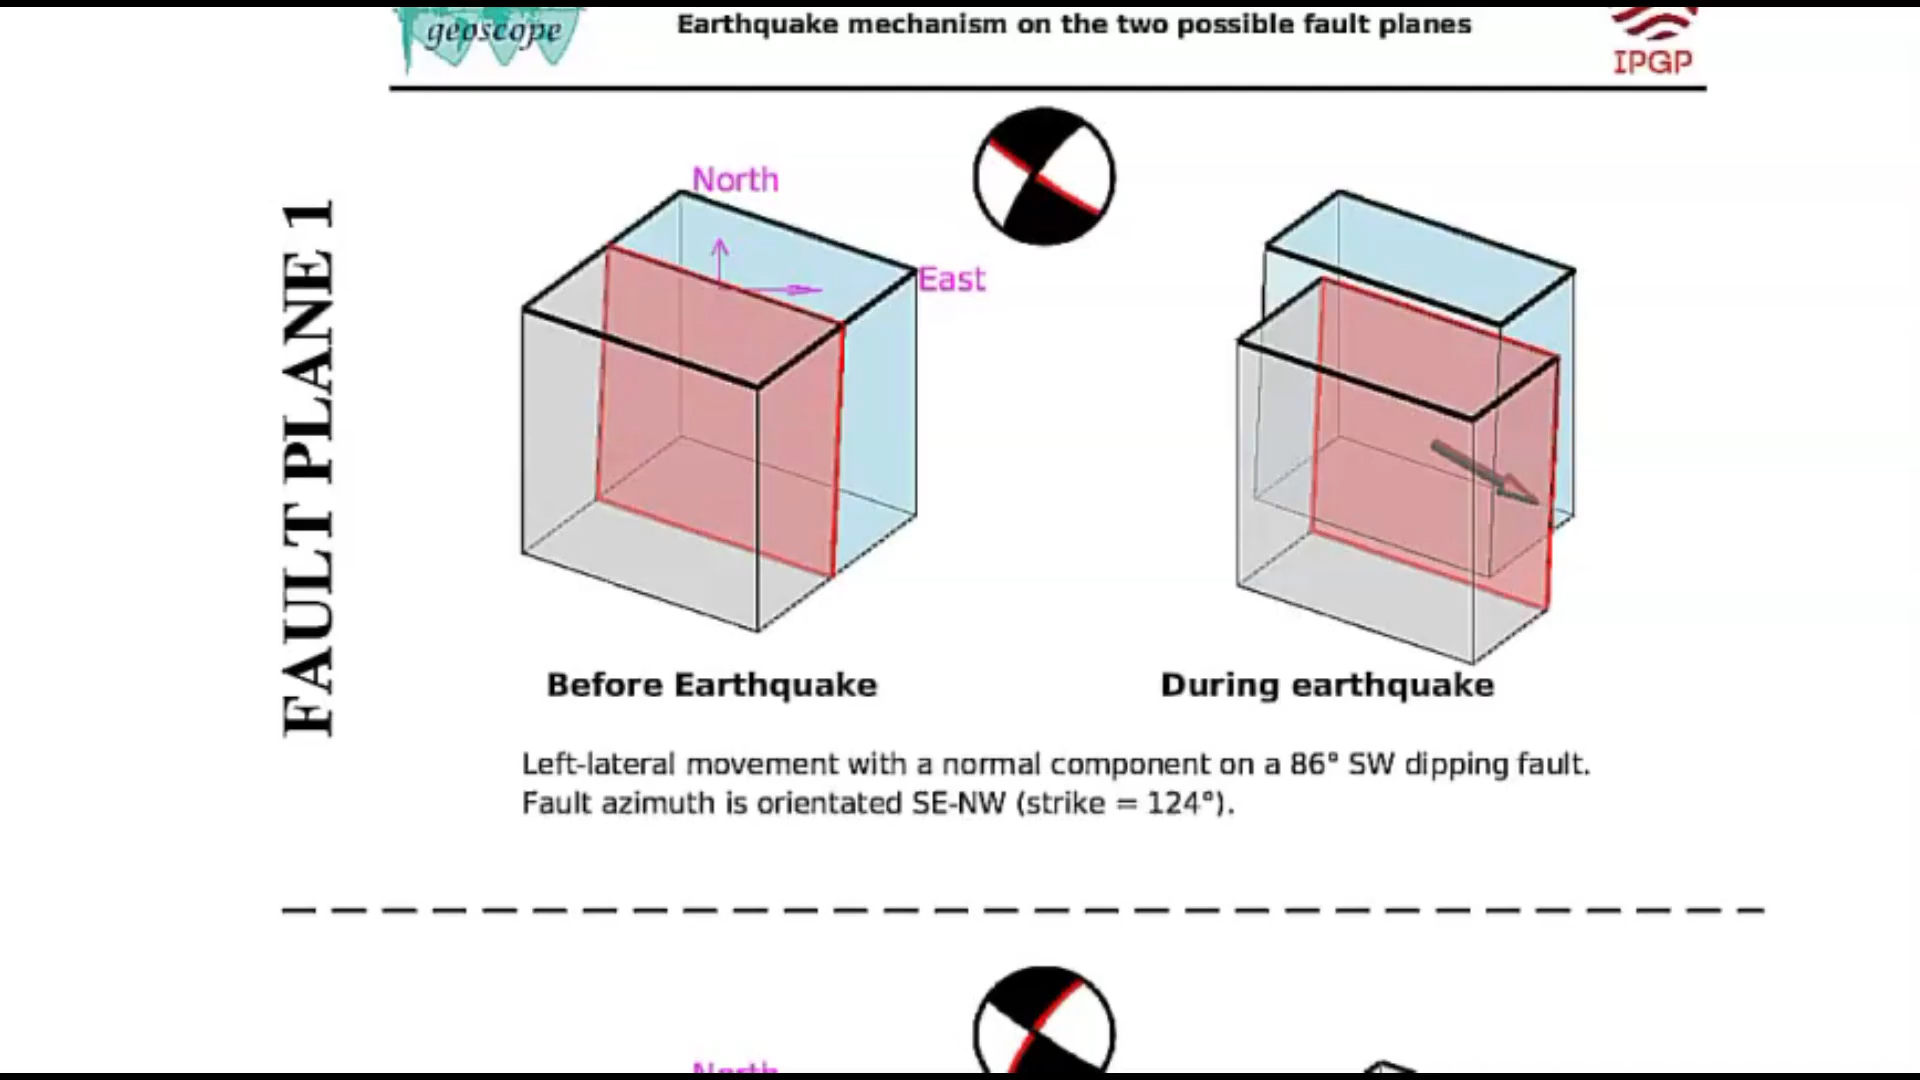 geoscope
Earthquake mechanism on the two possible fault planes
IPGP
FAULT PLANE 1
North
East
Before Earthquake
During earthquake
Left-lateral movement with a normal component on a 86° SW dipping fault.
Fault azimuth is orientated SE-NW (strike = 124°).
North